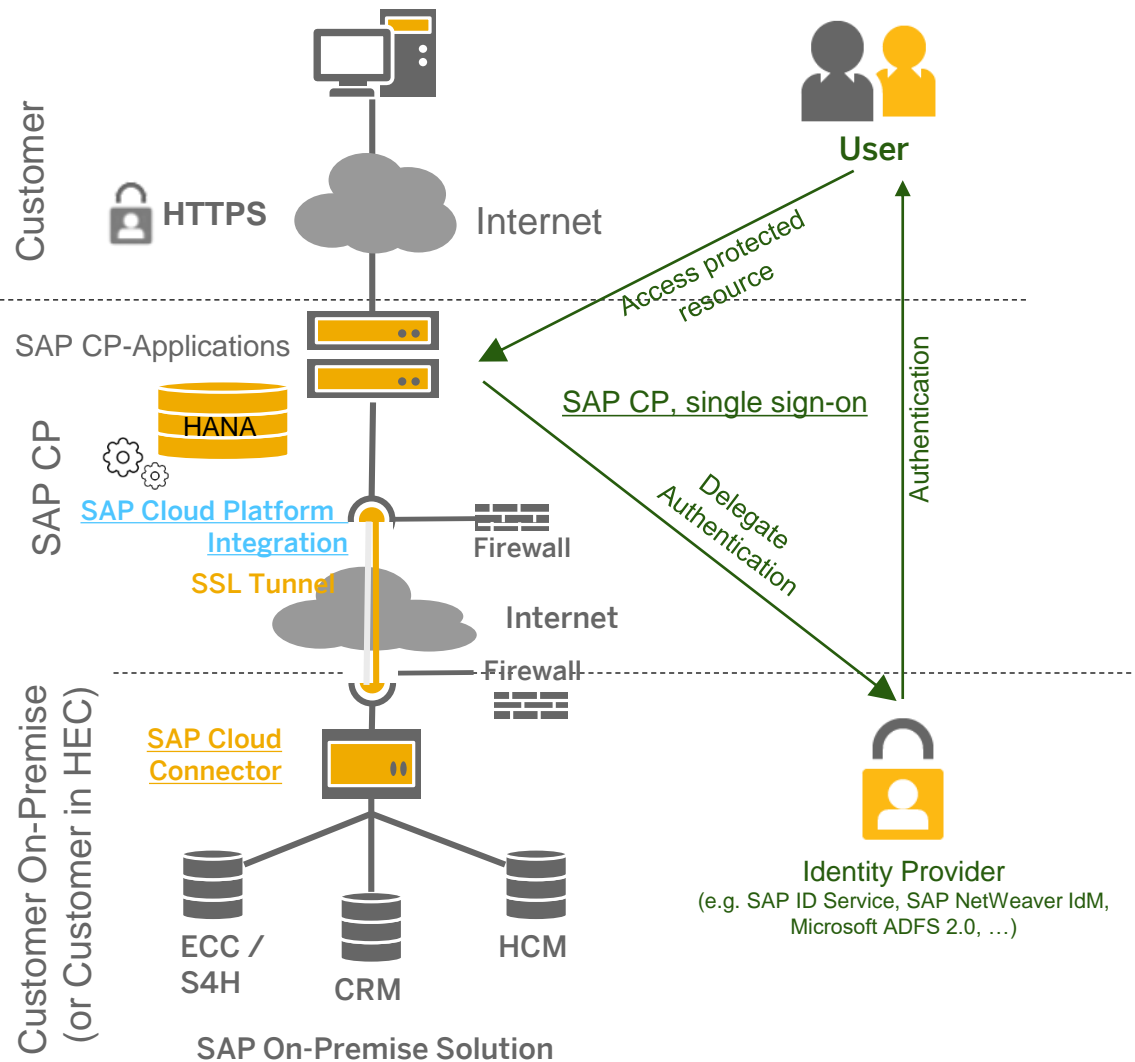 Customer
HTTPS
Internet
User
Access protected
resource
SAP CP
SAP CP-Applications
HANA
SAP CP, single sign-on
Authentication
Delegate
Authentication
SAP Cloud Platform
Integration
Firewall
SSL Tunnel
Internet
Firewall
Customer On-Premise
(or Customer in HEC)
SAP Cloud
Connector
ECC /
S4H
CRM
HCM
SAP On-Premise Solution
Identity Provider
(e.g. SAP ID Service, SAP NetWeaver IdM,
Microsoft ADFS 2.0, …)